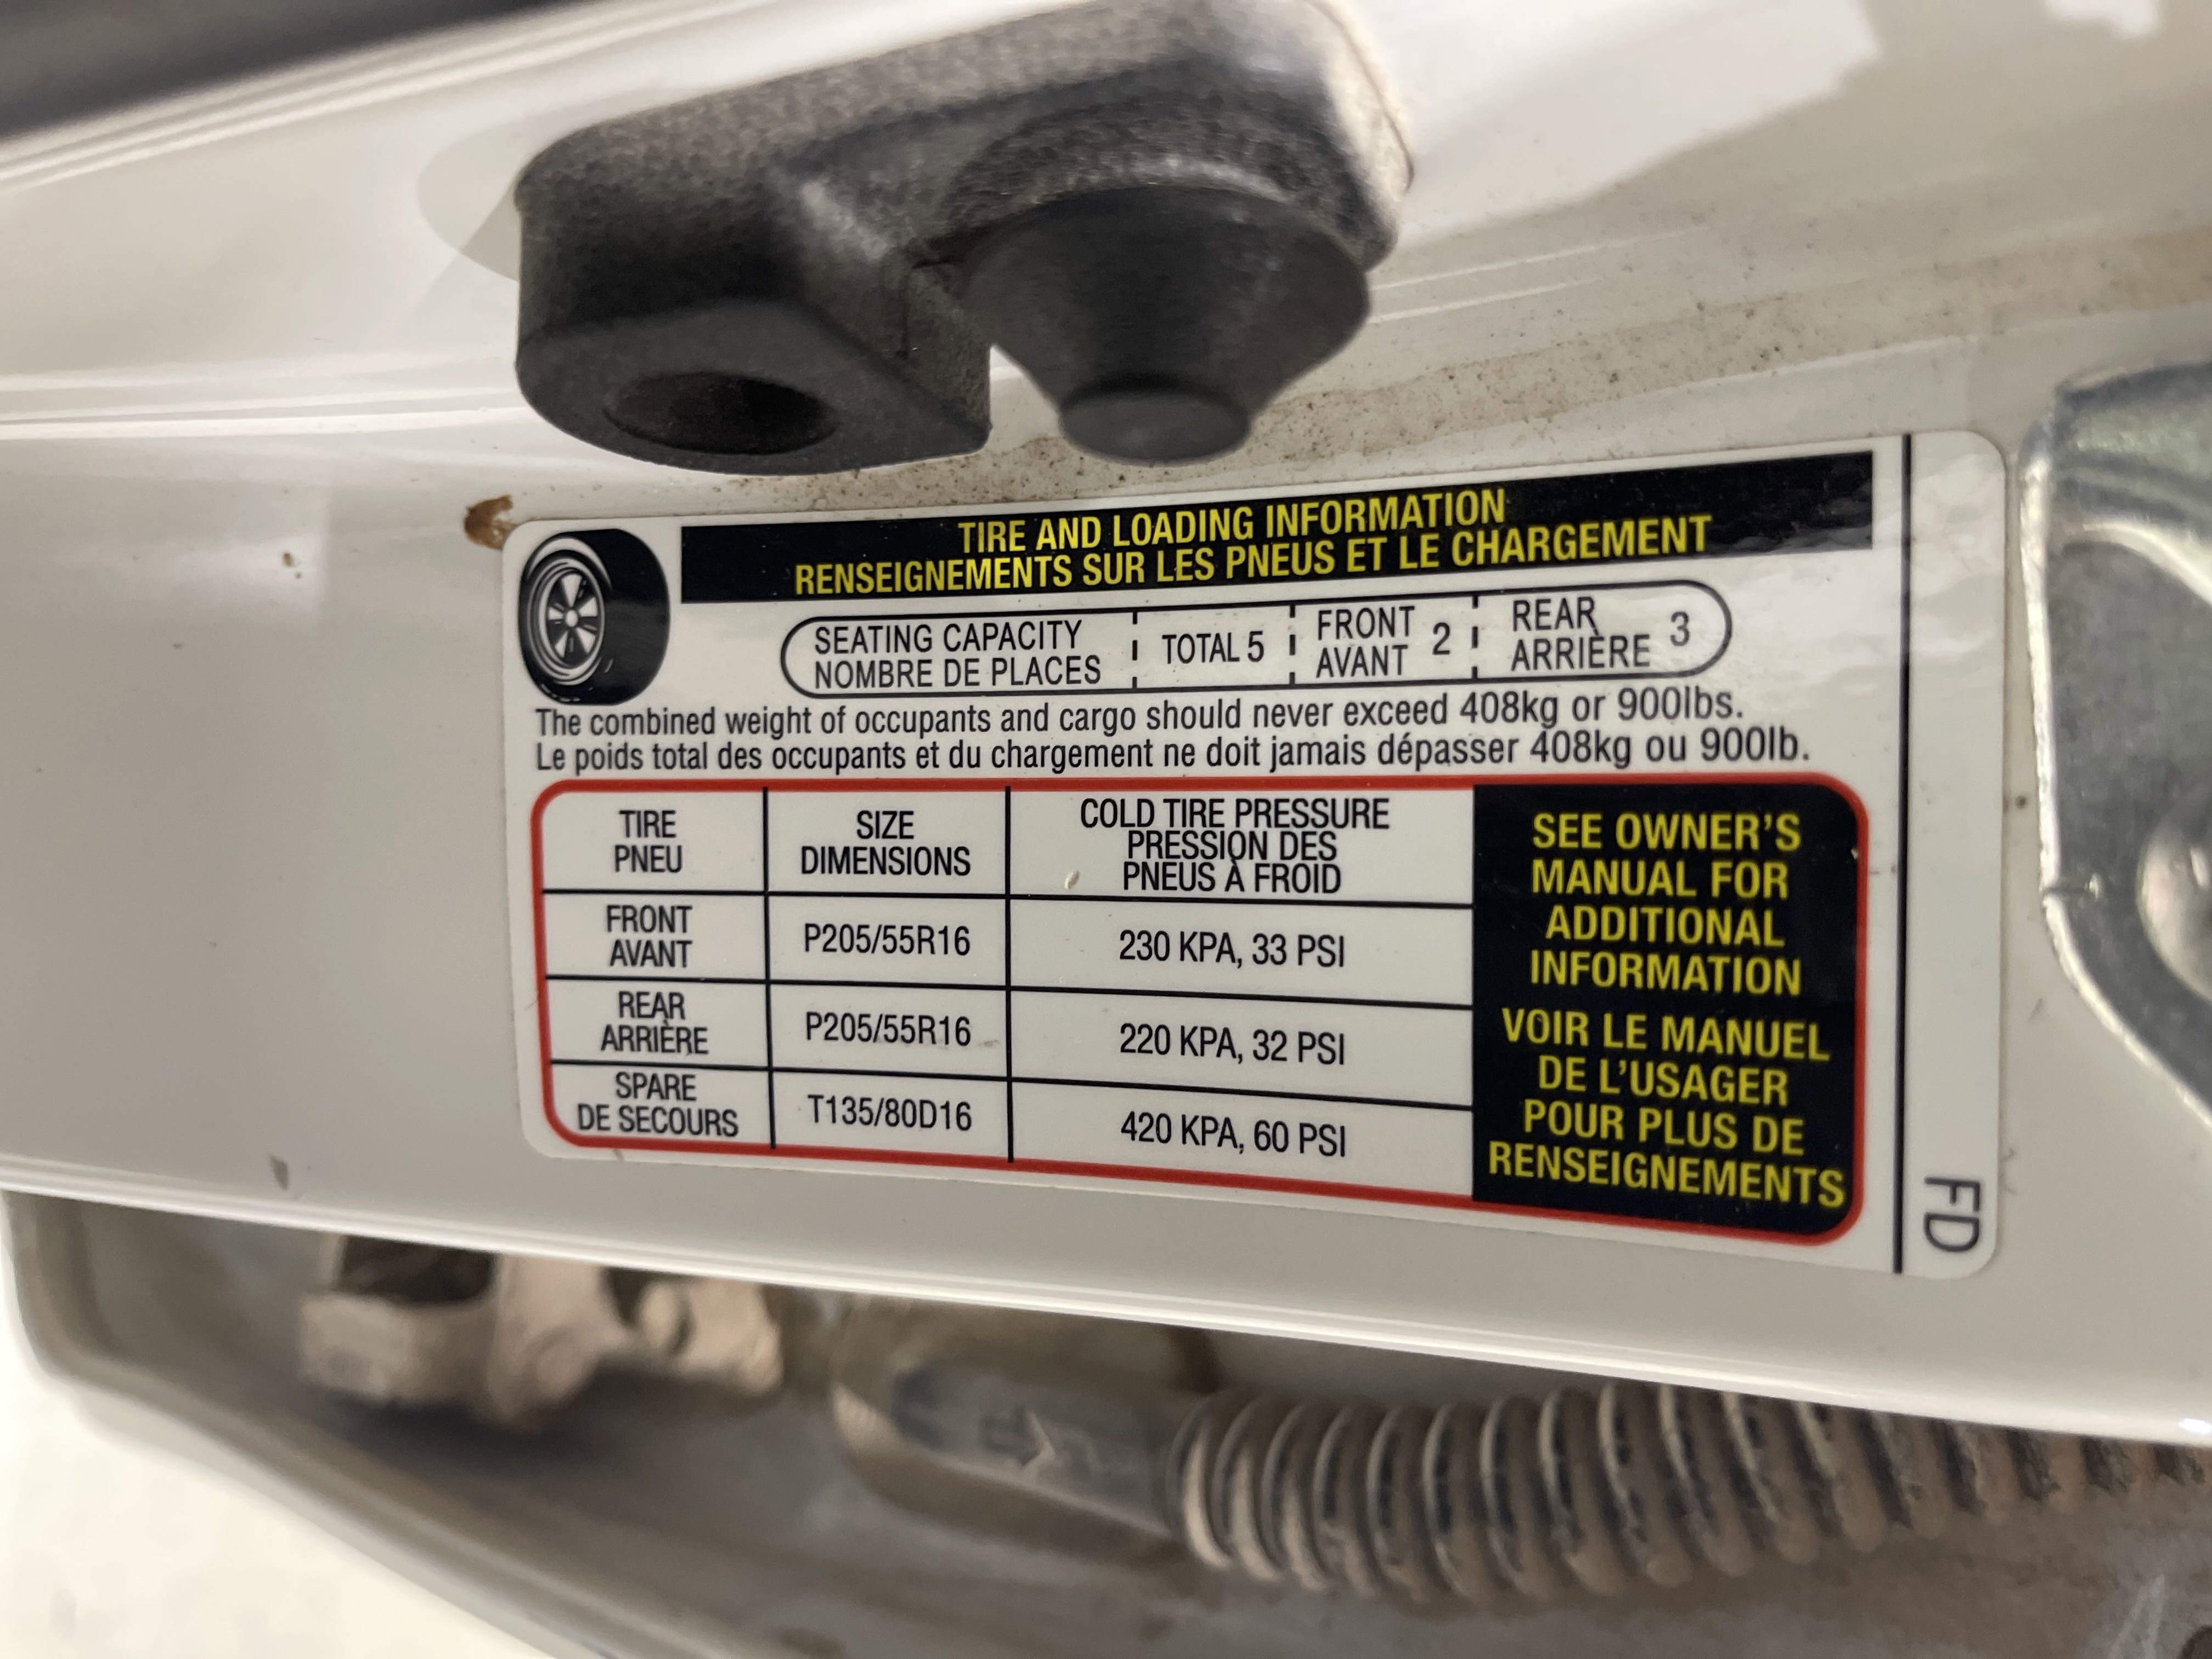 TIRE AND LOADING INFORMATION
RENSEIGNEMENTS SUR LES PNEUS ET LE CHARGEMENT
SEATING CAPACITY
NOMBRE DE PLACES
TOTAL 5
FRONT
AVANT
2
REAR
ARRIÈRE
3
The combined weight of occupants and cargo should never exceed 408kg or 900lbs.
Le poids total des occupants et du chargement ne doit jamais dépasser 408kg ou 900lb.
TIRE
PNEU
SIZE
DIMENSIONS
COLD TIRE PRESSURE
PRESSION DES
PNEUS À FROID
FRONT
AVANT
P205/55R16
230 KPA, 33 PSI
REAR
ARRIÈRE
P205/55R16
220 KPA, 32 PSI
SPARE
DE SECOURS
T135/80D16
420 KPA, 60 PSI
SEE OWNER'S
MANUAL FOR
ADDITIONAL
INFORMATION
VOIR LE MANUEL
DE L'USAGER
POUR PLUS DE
RENSEIGNEMENTS
FD